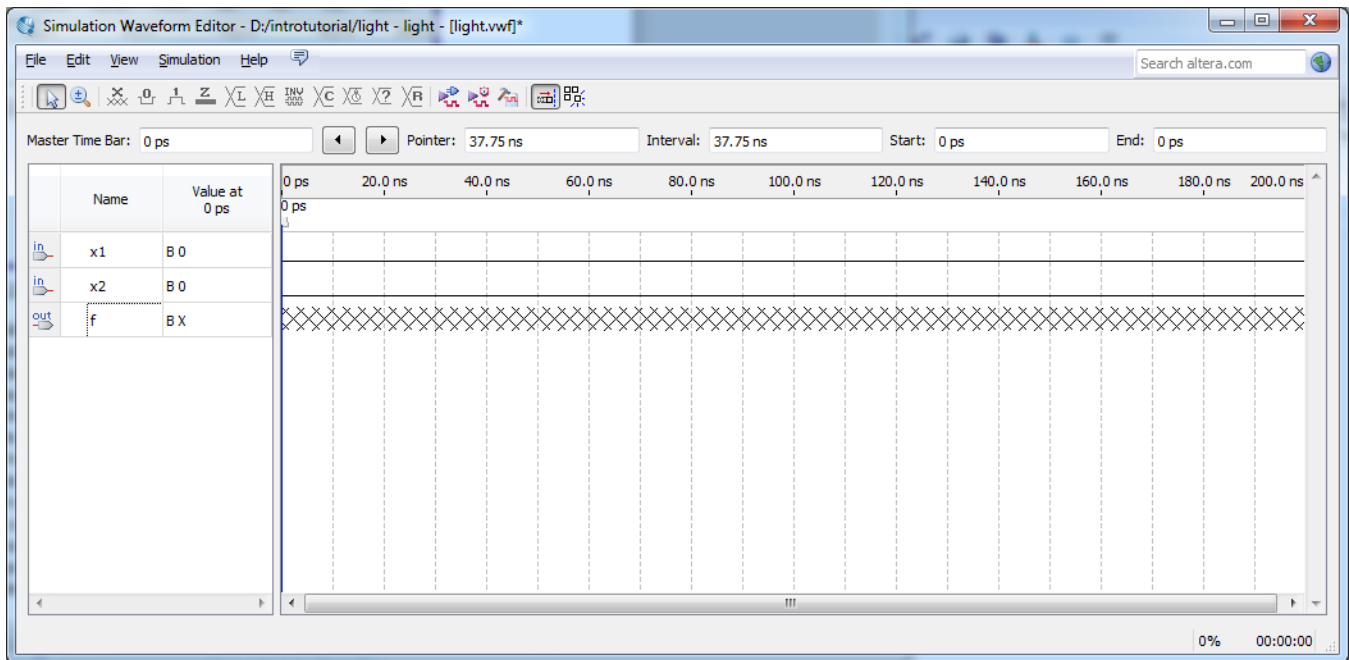 Simulation Waveform Editor - D:/introtutorial/light - light - [light.vwf]*
File Edit View Simulation Help
Search altera.com
Master Time Bar: 0 ps Pointer: 37.75 ns Interval: 37.75 ns Start: 0 ps End: 0 ps
Name Value at 0 ps
0 ps 20.0 ns 40.0 ns 60.0 ns 80.0 ns 100.0 ns 120.0 ns 140.0 ns 160.0 ns 180.0 ns 200.0 ns
0 ps
in x1 B 0
in x2 B 0
out f B X
0% 00:00:00